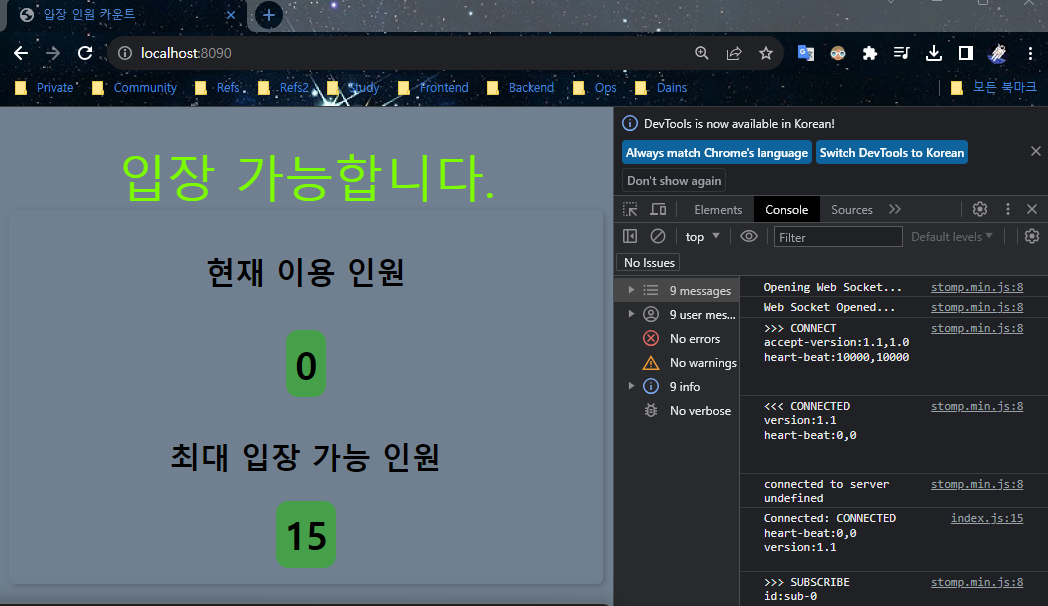 입장 인원 카운트
localhost:8090
Private Community Refs Refs2 Study Frontend Backend Ops Dains 모든 북마크
입장 가능합니다.
현재 이용 인원
0
최대 입장 가능 인원
15
DevTools is now available in Korean!
Always match Chrome's language Switch DevTools to Korean
Don't show again
Elements Console Sources
top Filter Default levels
No Issues
9 messages
9 user mes...
No errors
No warnings
9 info
No verbose
Opening Web Socket... stomp.min.js:8
Web Socket Opened... stomp.min.js:8
>>> CONNECT stomp.min.js:8
accept-version:1.1,1.0
heart-beat:10000,10000
<<< CONNECTED stomp.min.js:8
version:1.1
heart-beat:0,0
connected to server stomp.min.js:8
undefined
Connected: CONNECTED index.js:15
heart-beat:0,0
version:1.1
>>> SUBSCRIBE stomp.min.js:8
id:sub-0